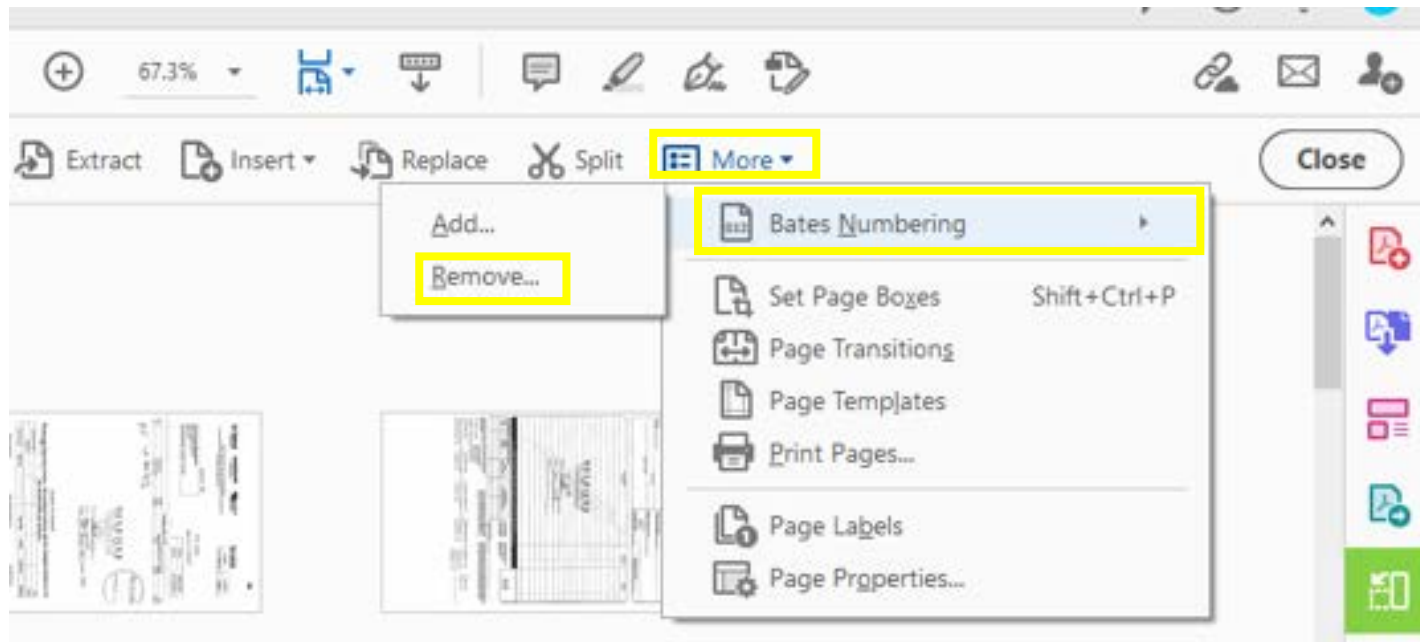 67.3%
Extract Insert Replace Split More Close
Add...
Remove...
Bates Numbering
Set Page Boxes Shift+Ctrl+P
Page Transitions
Page Templates
Print Pages...
Page Labels
Page Properties...